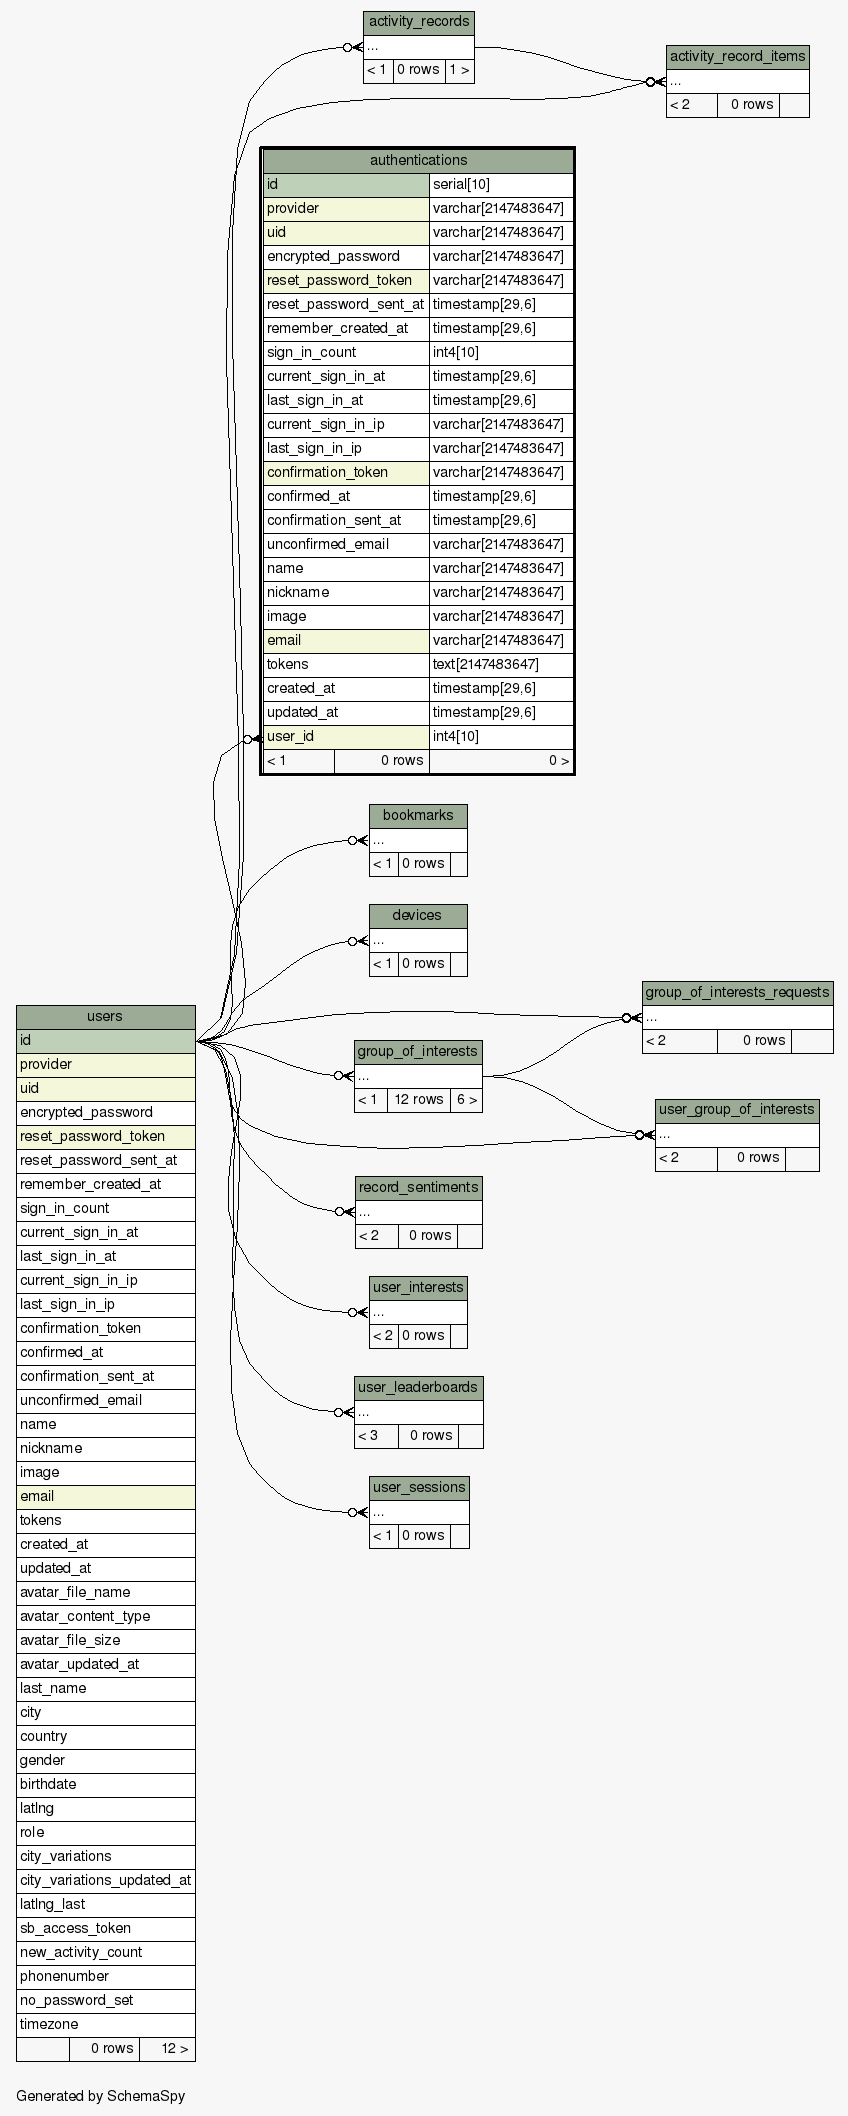 activity_records
...
< 1 0 rows 1 >
activity_record_items
...
< 2 0 rows
authentications
id serial[10]
provider varchar[2147483647]
uid varchar[2147483647]
encrypted_password varchar[2147483647]
reset_password_token varchar[2147483647]
reset_password_sent_at timestamp[29,6]
remember_created_at timestamp[29,6]
sign_in_count int4[10]
current_sign_in_at timestamp[29,6]
last_sign_in_at timestamp[29,6]
current_sign_in_ip varchar[2147483647]
last_sign_in_ip varchar[2147483647]
confirmation_token varchar[2147483647]
confirmed_at timestamp[29,6]
confirmation_sent_at timestamp[29,6]
unconfirmed_email varchar[2147483647]
name varchar[2147483647]
nickname varchar[2147483647]
image varchar[2147483647]
email varchar[2147483647]
tokens text[2147483647]
created_at timestamp[29,6]
updated_at timestamp[29,6]
user_id int4[10]
< 1 0 rows 0 >
bookmarks
...
< 1 0 rows
devices
...
< 1 0 rows
group_of_interests_requests
...
< 2 0 rows
group_of_interests
...
< 1 12 rows 6 >
user_group_of_interests
...
< 2 0 rows
record_sentiments
...
< 2 0 rows
user_interests
...
< 2 0 rows
user_leaderboards
...
< 3 0 rows
user_sessions
...
< 1 0 rows
users
id
provider
uid
encrypted_password
reset_password_token
reset_password_sent_at
remember_created_at
sign_in_count
current_sign_in_at
last_sign_in_at
current_sign_in_ip
last_sign_in_ip
confirmation_token
confirmed_at
confirmation_sent_at
unconfirmed_email
name
nickname
image
email
tokens
created_at
updated_at
avatar_file_name
avatar_content_type
avatar_file_size
avatar_updated_at
last_name
city
country
gender
birthdate
latlng
role
city_variations
city_variations_updated_at
latlng_last
sb_access_token
new_activity_count
phonenumber
no_password_set
timezone
0 rows 12 >
Generated by SchemaSpy